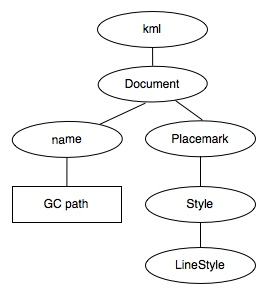 kml
Document
name
Placemark
GC path
Style
LineStyle